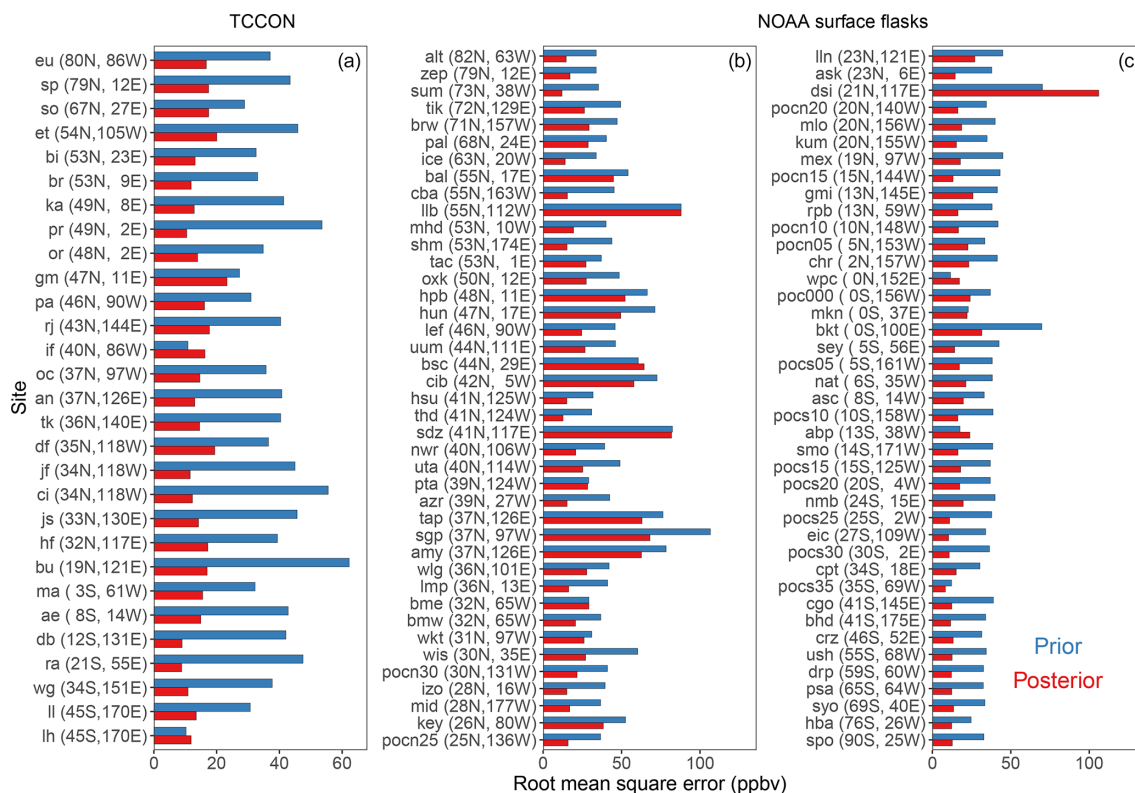 TCCON
NOAA surface flasks
Site
(a)
eu (80N, 86W)
sp (79N, 12E)
so (67N, 27E)
et (54N,105W)
bi (53N, 23E)
br (53N, 9E)
ka (49N, 8E)
pr (49N, 2E)
or (48N, 2E)
gm (47N, 11E)
pa (46N, 90W)
rj (43N,144E)
if (40N, 86W)
oc (37N, 97W)
an (37N,126E)
tk (36N,140E)
df (35N,118W)
jf (34N,118W)
ci (34N,118W)
js (33N,130E)
hf (32N,117E)
bu (19N,121E)
ma ( 3S, 61W)
ae ( 8S, 14W)
db (12S,131E)
ra (21S, 55E)
wg (34S,151E)
ll (45S,170E)
lh (45S,170E)
0 20 40 60
(b)
alt (82N, 63W)
zep (79N, 12E)
sum (73N, 38W)
tik (72N,129E)
brw (71N,157W)
pal (68N, 24E)
ice (63N, 20W)
bal (55N, 17E)
cba (55N,163W)
llb (55N,112W)
mhd (53N, 10W)
shm (53N,174E)
tac (53N, 1E)
oxk (50N, 12E)
hpb (48N, 11E)
hun (47N, 17E)
lef (46N, 90W)
uum (44N,111E)
bsc (44N, 29E)
cib (42N, 5W)
hsu (41N,125W)
thd (41N,124W)
sdz (41N,117E)
nwr (40N,106W)
uta (40N,114W)
pta (39N,124W)
azr (39N, 27W)
tap (37N,126E)
sgp (37N, 97W)
amy (37N,126E)
wlg (36N,101E)
lmp (36N, 13E)
bme (32N, 65W)
bmw (32N, 65W)
wkt (31N, 97W)
wis (30N, 35E)
pocn30 (30N,131W)
izo (28N, 16W)
mid (28N,177W)
key (26N, 80W)
pocn25 (25N,136W)
0 50 100
(c
lln (23N,121E)
ask (23N, 6E)
dsi (21N,117E)
pocn20 (20N,140W)
mlo (20N,156W)
kum (20N,155W)
mex (19N, 97W)
pocn15 (15N,144W)
gmi (13N,145E)
rpb (13N, 59W)
pocn10 (10N,148W)
pocn05 ( 5N,153W)
chr ( 2N,157W)
wpc ( 0N,152E)
poc000 ( 0S,156W)
mkn ( 0S, 37E)
bkt ( 0S,100E)
sey ( 5S, 56E)
pocs05 ( 5S,161W)
nat ( 6S, 35W)
asc ( 8S, 14W)
pocs10 (10S,158W)
abp (13S, 38W)
smo (14S,171W)
pocs15 (15S,125W)
pocs20 (20S, 4W)
nmb (24S, 15E)
pocs25 (25S, 2W)
eic (27S,109W)
pocs30 (30S, 2E)
cpt (34S, 18E)
pocs35 (35S, 69W)
cgo (41S,145E)
bhd (41S,175E)
crz (46S, 52E)
ush (55S, 68W)
drp (59S, 60W)
psa (65S, 64W)
syo (69S, 40E)
hba (76S, 26W)
spo (90S, 25W)
Prior
Posterior
0 50 100
Root mean square error (ppbv)